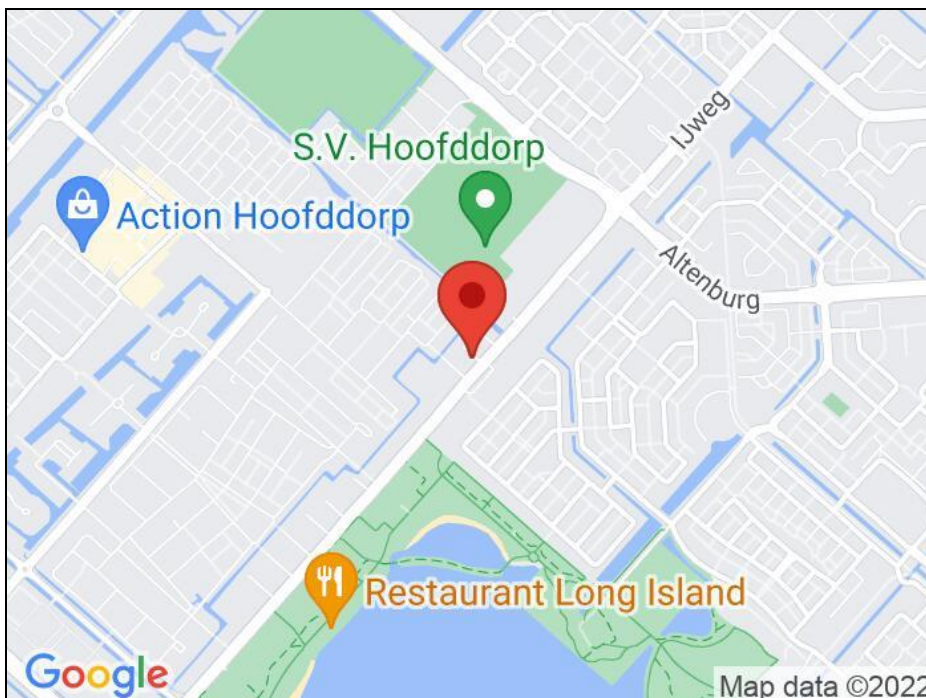 S.V. Hoofddorp
IJweg
Action Hoofddorp
Altenburg
Restaurant Long Island
Google
Map data ©2022